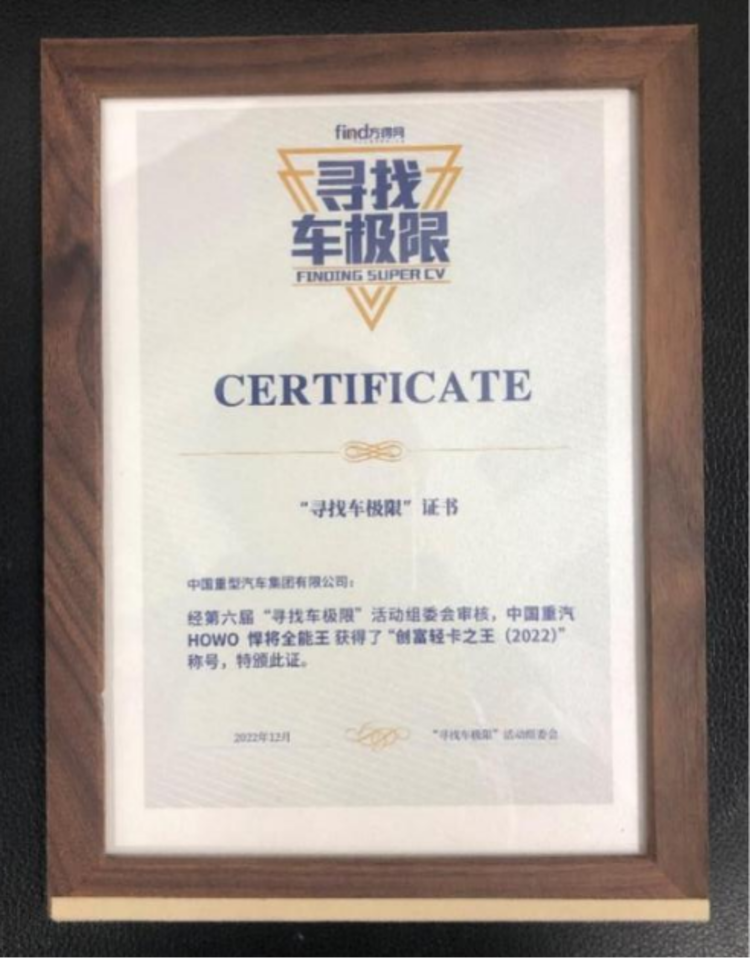 find方得网
寻找
车极限
FINDING SUPER CV
CERTIFICATE
“寻找车极限”证书
中国重型汽车集团有限公司：
经第六届“寻找车极限”活动组委会审核，中国重汽
HOWO 悍将全能王 获得了“创富轻卡之王（2022）”
称号，特颁此证。
2022年12月
“寻找车极限”活动组委会